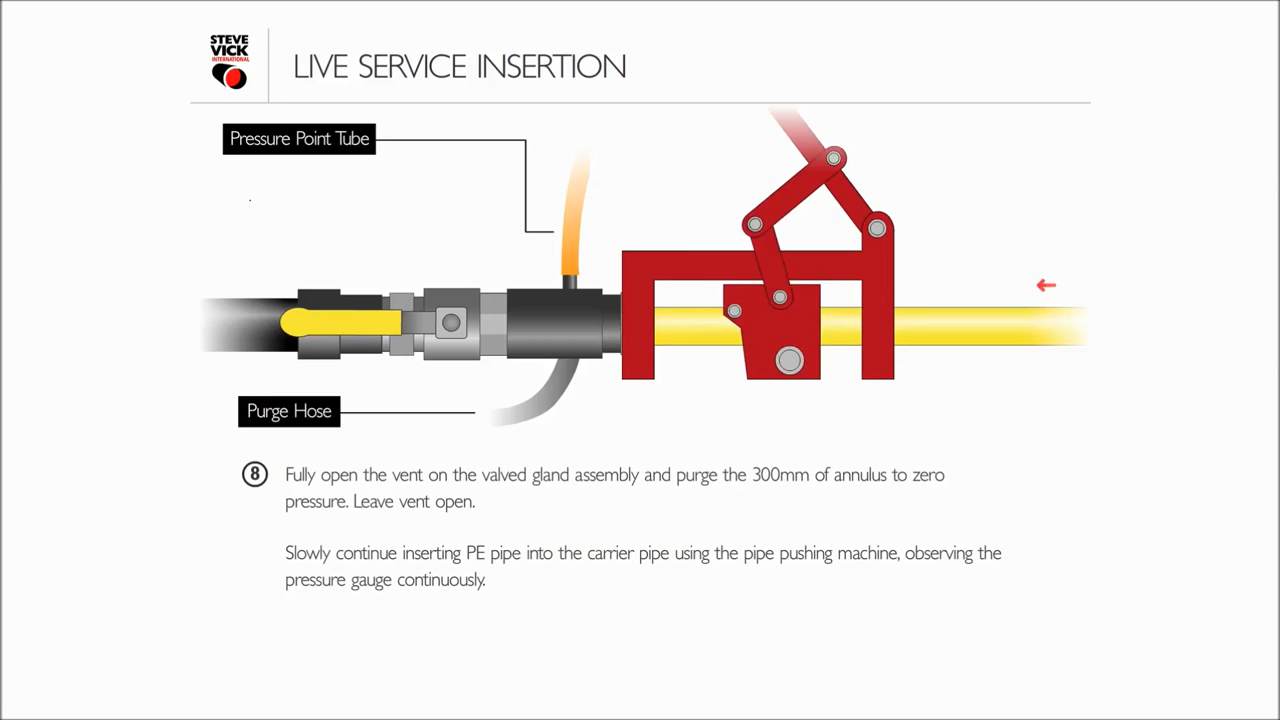 STEVE
VICK
INTERNATIONAL
LIVE SERVICE INSERTION
Pressure Point Tube
Purge Hose
8 Fully open the vent on the valved gland assembly and purge the 300mm of annulus to zero
pressure. Leave vent open.
Slowly continue inserting PE pipe into the carrier pipe using the pipe pushing machine, observing the
pressure gauge continuously.